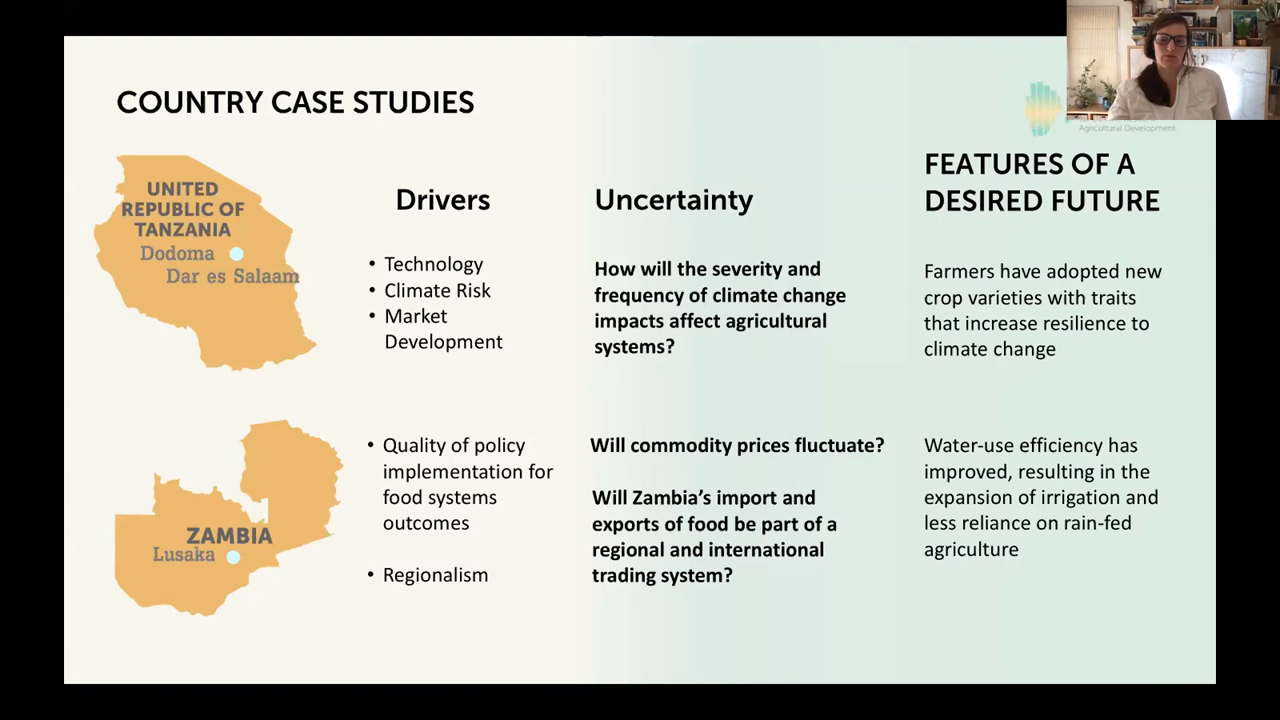 COUNTRY CASE STUDIES
Agricultural Development
UNITED
REPUBLIC OF
TANZANIA
Dodoma
Dar es Salaam
Drivers
• Technology
• Climate Risk
• Market
Development
Uncertainty
How will the severity and
frequency of climate change
impacts affect agricultural
systems?
FEATURES OF A
DESIRED FUTURE
Farmers have adopted new
crop varieties with traits
that increase resilience to
climate change
ZAMBIA
Lusaka
• Quality of policy
implementation for
food systems
outcomes
• Regionalism
Will commodity prices fluctuate?
Will Zambia’s import and
exports of food be part of a
regional and international
trading system?
Water-use efficiency has
improved, resulting in the
expansion of irrigation and
less reliance on rain-fed
agriculture